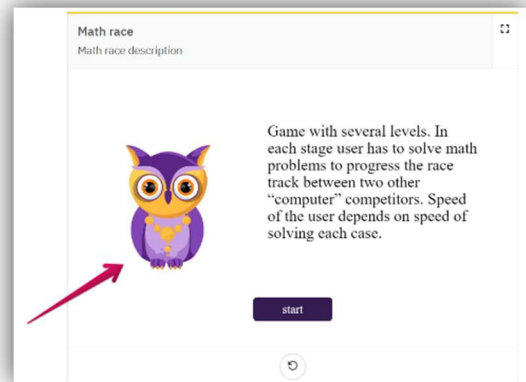 Math race
Math race description
Game with several levels. In
each stage user has to solve math
problems to progress the race
track between two other
“computer” competitors. Speed
of the user depends on speed of
solving each case.
start